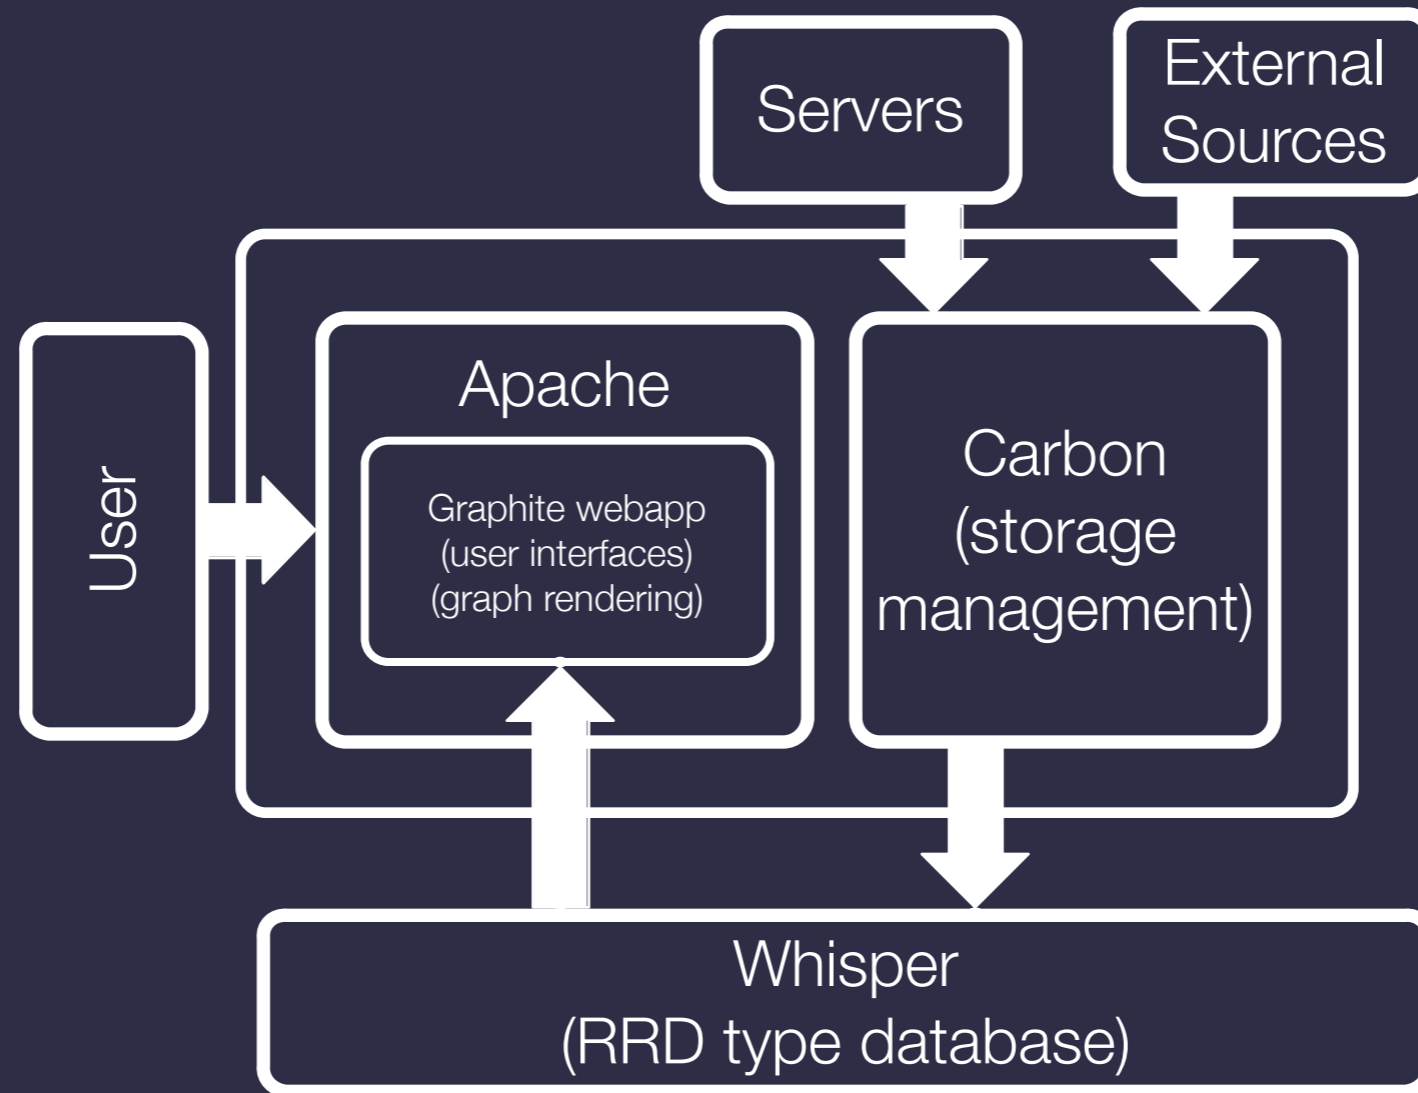 Servers
External
Sources
User
Apache
Graphite webapp
(user interfaces)
(graph rendering)
Carbon
(storage
management)
Whisper
(RRD type database)